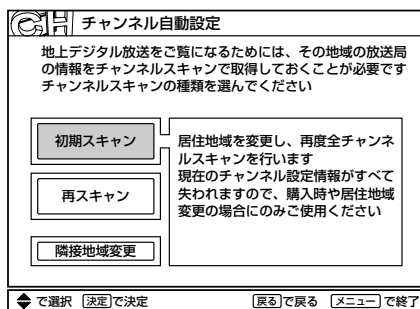 CH チャンネル自動設定
地上デジタル放送をご覧になるためには、その地域の放送局
の情報をチャンネルスキャンで取得しておくことが必要です
チャンネルスキャンの種類を選んでください
初期スキャン
再スキャン
隣接地域変更
居住地域を変更し、再度全チャンネ
ルスキャンを行います
現在のチャンネル設定情報がすべて
失われますので、購入時や居住地域
変更の場合にのみご使用ください
で選択 決定で決定 戻るで戻る メニューで終了